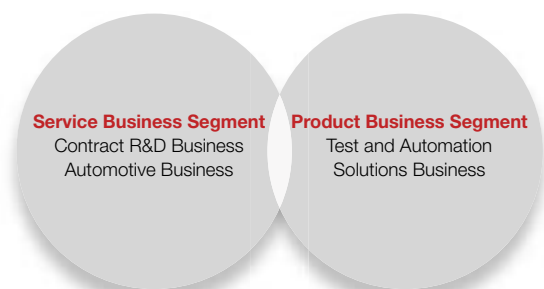 Service Business Segment
Contract R&D Business
Automotive Business
Product Business Segment
Test and Automation
Solutions Business